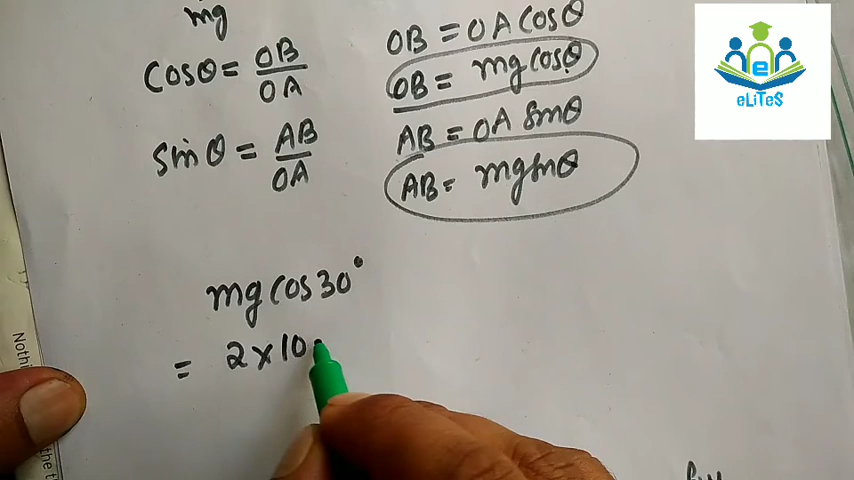 mg
Cosθ = OB/OA
Sinθ = AB/OA
OB = OA Cosθ
OB = mg cosθ
AB = OA Sinθ
AB = mg sinθ
mg Cos 30°
= 2 × 10
e
eLiTeS
Nothi